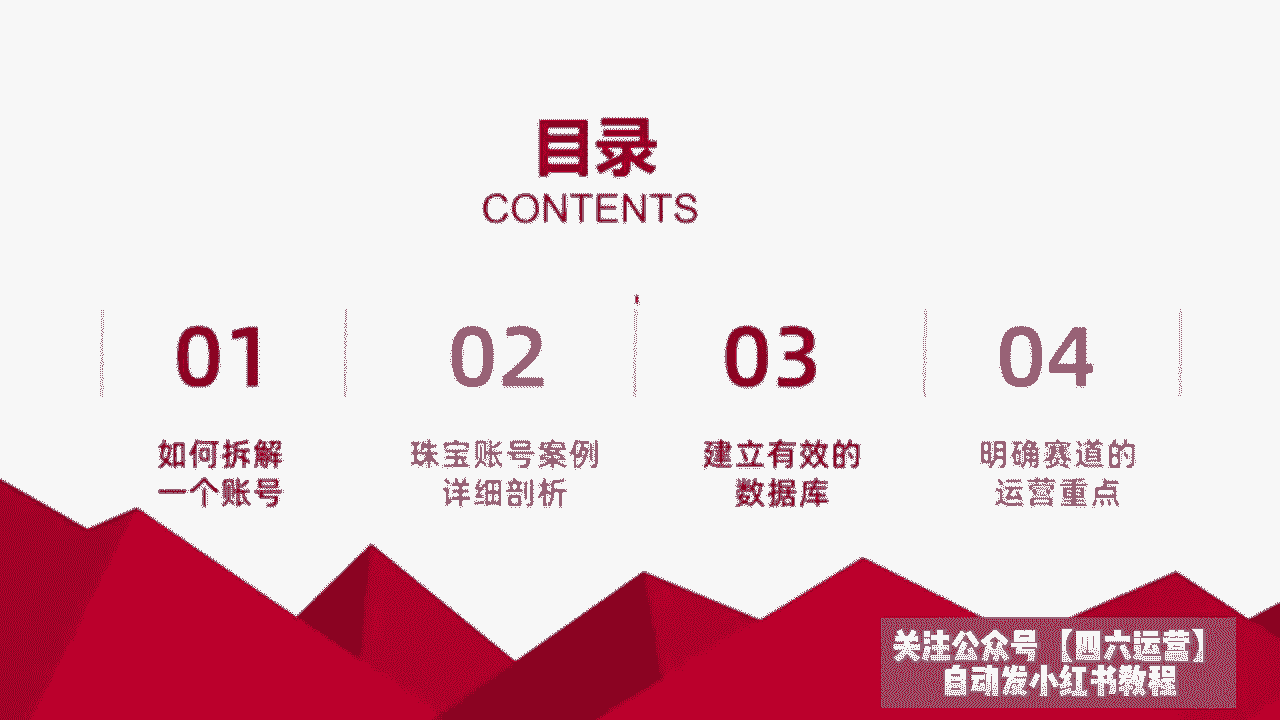 目录
CONTENTS
01
02
03
04
如何拆解
一个账号
珠宝账号案例
详细剖析
建立有效的
数据库
明确赛道的
运营重点
关注公众号【四六运营】
自动发小红书教程